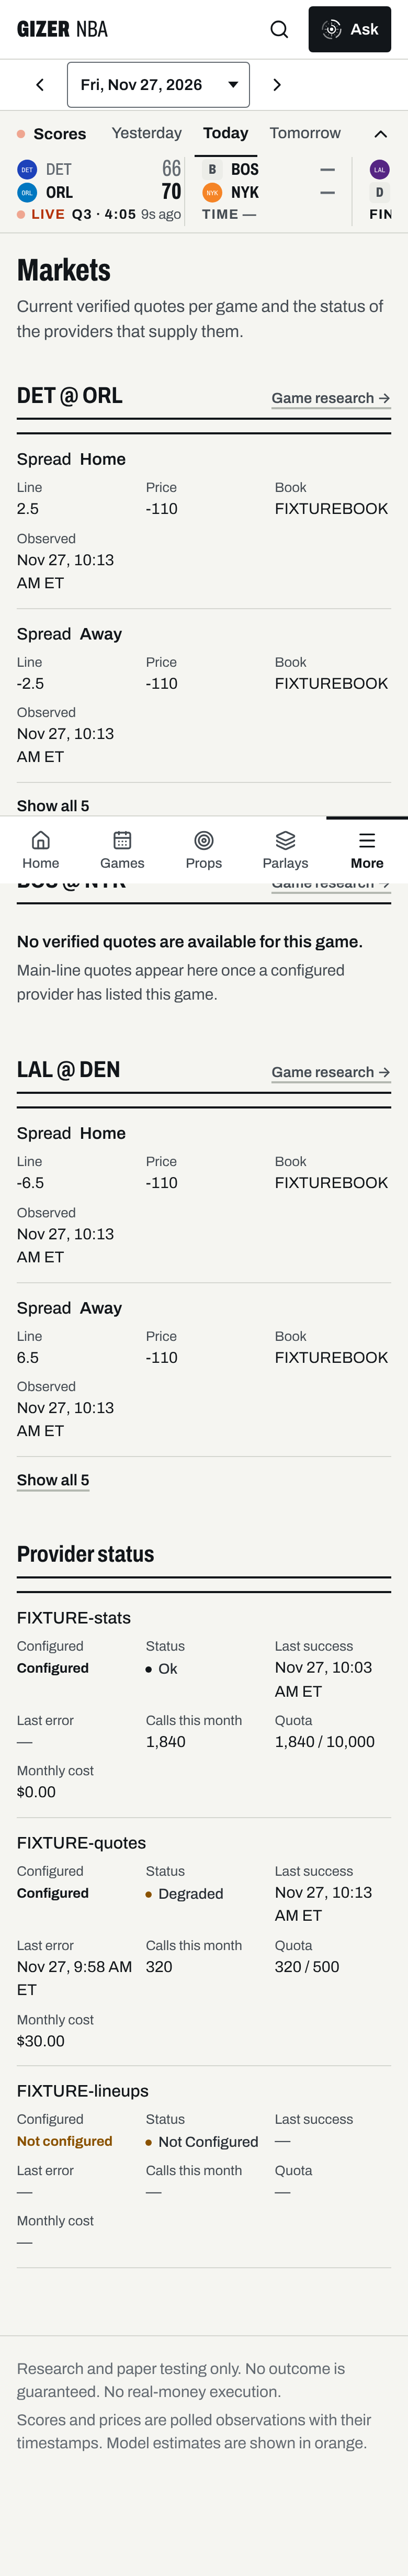 GIZER NBA
Ask
Fri, Nov 27, 2026
Scores Yesterday Today Tomorrow
DET DET 66
ORL ORL 70
LIVE Q3 · 4:05 9s ago
B BOS —
NYK NYK —
TIME —
LAL
D
FIN
Markets
Current verified quotes per game and the status of
the providers that supply them.
DET @ ORL Game research →
Spread Home
Line Price Book
2.5 -110 FIXTUREBOOK
Observed
Nov 27, 10:13
AM ET
Spread Away
Line Price Book
-2.5 -110 FIXTUREBOOK
Observed
Nov 27, 10:13
AM ET
Show all 5
Home Games Props Parlays More
BOS @ NYK Game research →
No verified quotes are available for this game.
Main-line quotes appear here once a configured
provider has listed this game.
LAL @ DEN Game research →
Spread Home
Line Price Book
-6.5 -110 FIXTUREBOOK
Observed
Nov 27, 10:13
AM ET
Spread Away
Line Price Book
6.5 -110 FIXTUREBOOK
Observed
Nov 27, 10:13
AM ET
Show all 5
Provider status
FIXTURE-stats
Configured Status Last success
Configured Ok Nov 27, 10:03
AM ET
Last error Calls this month Quota
— 1,840 1,840 / 10,000
Monthly cost
$0.00
FIXTURE-quotes
Configured Status Last success
Configured Degraded Nov 27, 10:13
AM ET
Last error Calls this month Quota
Nov 27, 9:58 AM 320 320 / 500
ET
Monthly cost
$30.00
FIXTURE-lineups
Configured Status Last success
Not configured Not Configured —
Last error Calls this month Quota
— — —
Monthly cost
—
Research and paper testing only. No outcome is
guaranteed. No real-money execution.
Scores and prices are polled observations with their
timestamps. Model estimates are shown in orange.